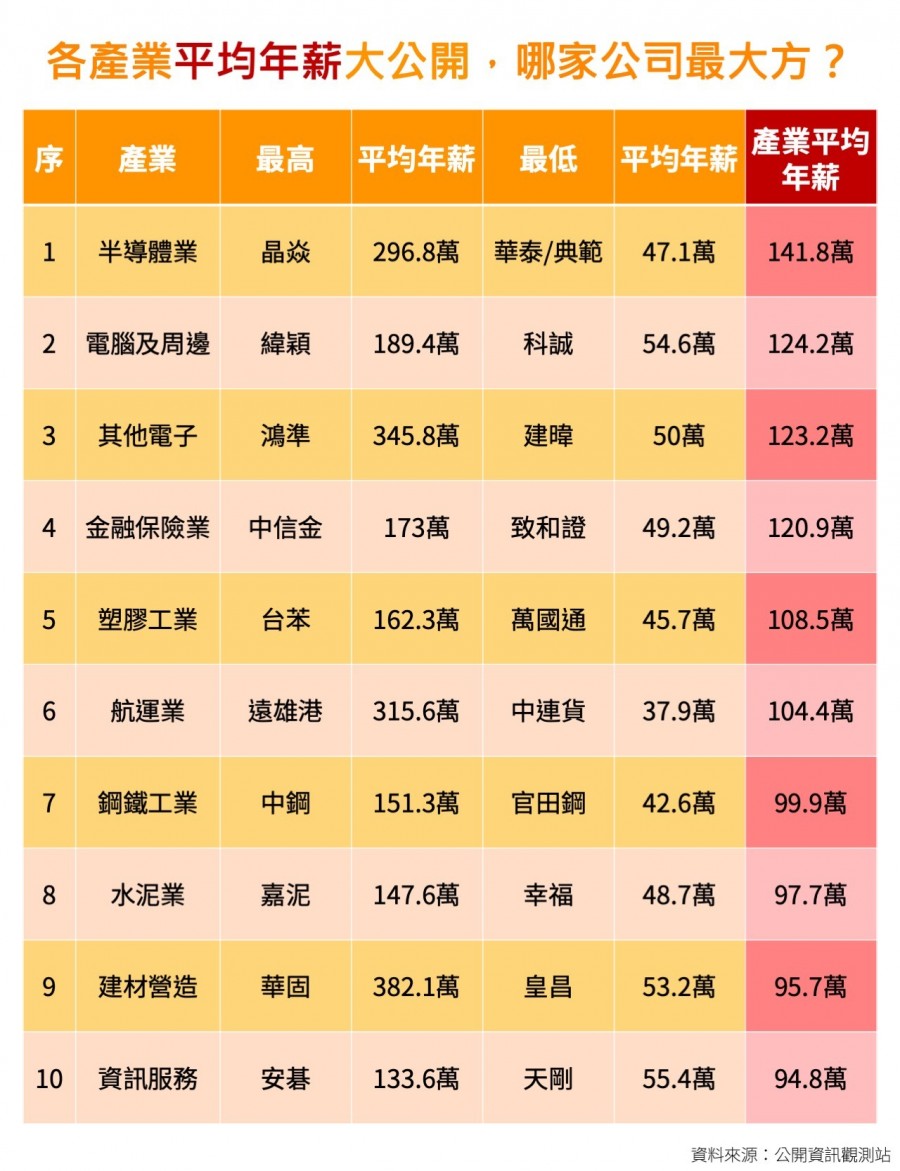 各產業平均年薪大公開，哪家公司最大方？
序 產業 最高 平均年薪 最低 平均年薪 產業平均
年薪
1 半導體業 晶焱 296.8萬 華泰/典範 47.1萬 141.8萬
2 電腦及周邊 緯穎 189.4萬 科誠 54.6萬 124.2萬
3 其他電子 鴻準 345.8萬 建暐 50萬 123.2萬
4 金融保險業 中信金 173萬 致和證 49.2萬 120.9萬
5 塑膠工業 台苯 162.3萬 萬國通 45.7萬 108.5萬
6 航運業 遠雄港 315.6萬 中連貨 37.9萬 104.4萬
7 鋼鐵工業 中鋼 151.3萬 官田鋼 42.6萬 99.9萬
8 水泥業 嘉泥 147.6萬 幸福 48.7萬 97.7萬
9 建材營造 華固 382.1萬 皇昌 53.2萬 95.7萬
10 資訊服務 安碁 133.6萬 天剛 55.4萬 94.8萬
資料來源：公開資訊觀測站